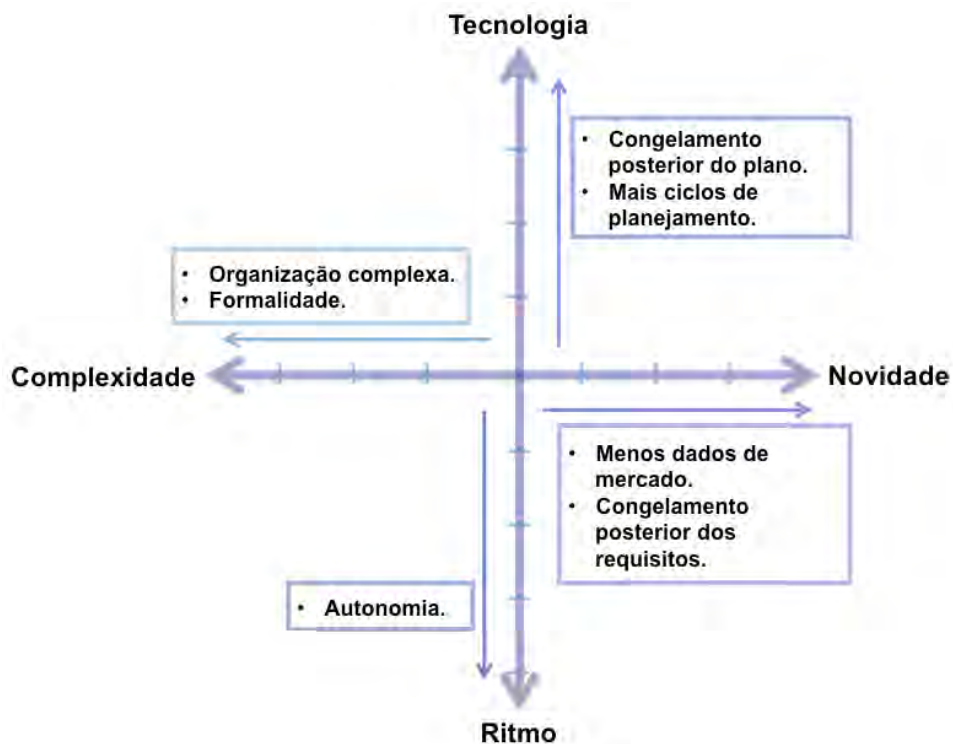 Tecnologia
• Congelamento
posterior do plano.
• Mais ciclos de
planejamento.
• Organização complexa.
• Formalidade.
Complexidade
Novidade
• Menos dados de
mercado.
• Congelamento
posterior dos
requisitos.
• Autonomia.
Ritmo